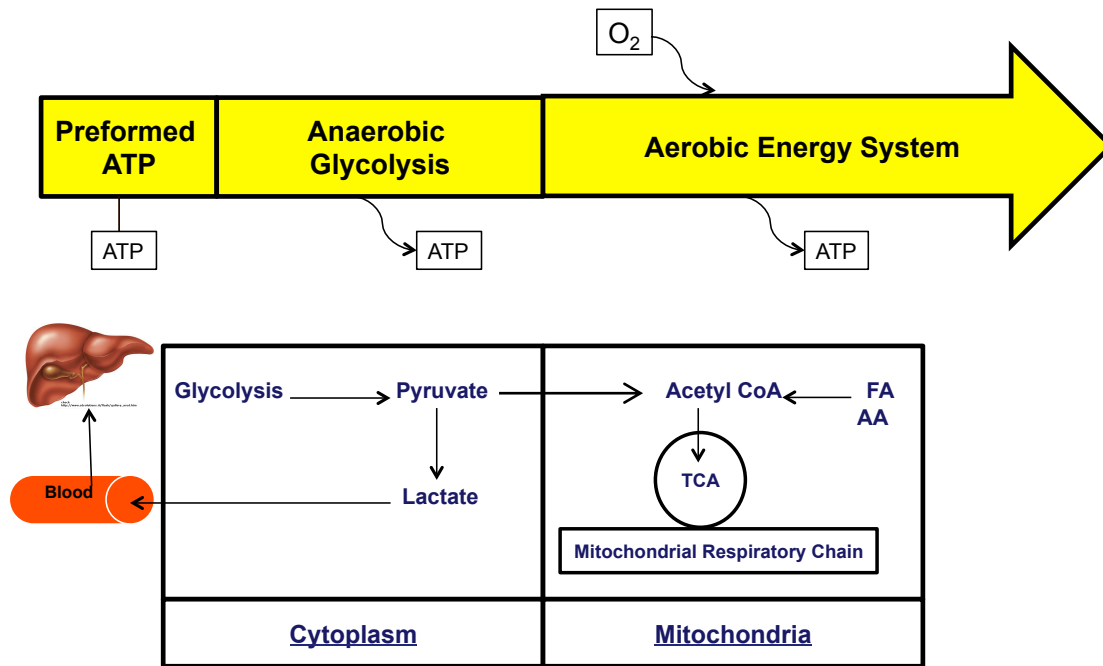 O2
Preformed
ATP
Anaerobic
Glycolysis
Aerobic Energy System
ATP
ATP
ATP
Glycolysis
Pyruvate
Acetyl CoA
FA
AA
TCA
Blood
Lactate
Mitochondrial Respiratory Chain
Cytoplasm
Mitochondria